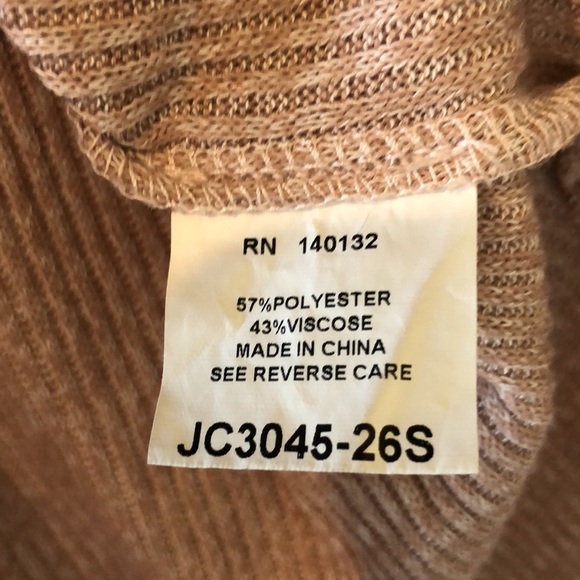 RN 140132
57%POLYESTER
43%VISCOSE
MADE IN CHINA
SEE REVERSE CARE
JC3045-26S